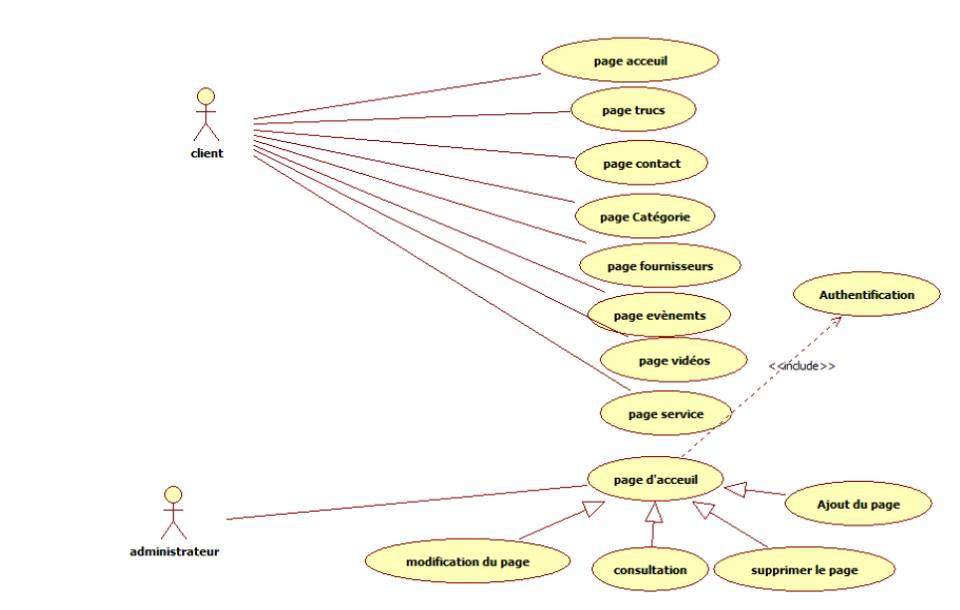 page acceuil
page trucs
client
page contact
page Catégorie
page fournisseurs
Authentification
page evènemts
page vidéos
<<include>>
page service
page d'acceuil
Ajout du page
administrateur
modification du page
consultation
supprimer le page